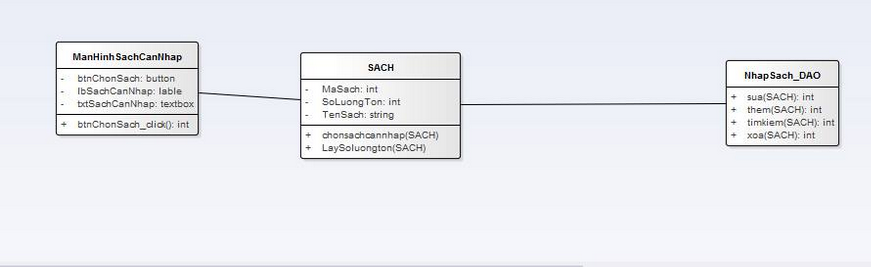 ManHinhSachCanNhap
- btnChonSach: button
- lbSachCanNhap: lable
- txtSachCanNhap: textbox
+ btnChonSach_click(): int
SACH
- MaSach: int
- SoLuongTon: int
- TenSach: string
+ chonsachcannhap(SACH)
+ LaySoluongton(SACH)
NhapSach_DAO
+ sua(SACH): int
+ them(SACH): int
+ timkiem(SACH): int
+ xoa(SACH): int